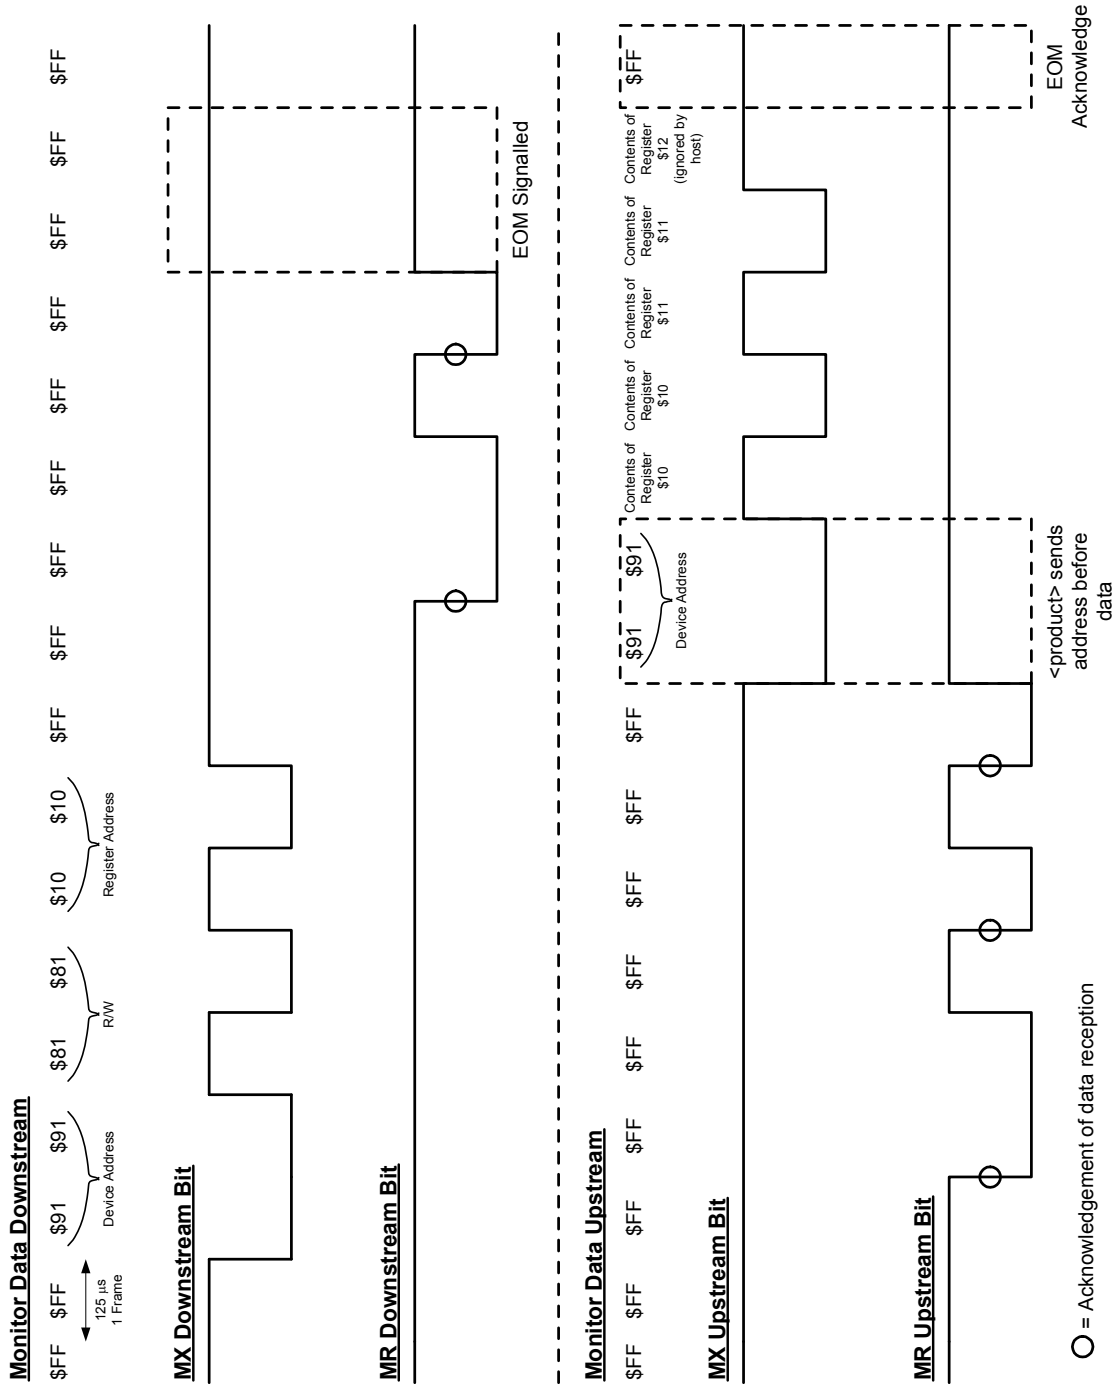 Monitor Data Downstream
$FF $FF $91 $91 $81 $81 $10 $10 $FF $FF $FF $FF $FF $FF $FF $FF $FF
125 µs
1 Frame
Device Address
R/W
Register Address
MX Downstream Bit
MR Downstream Bit
EOM Signalled
Monitor Data Upstream
$FF $FF $FF $FF $FF $FF $FF $FF $FF $91 $91
Device Address
Contents of
Register
$10
Contents of
Register
$10
Contents of
Register
$11
Contents of
Register
$11
Contents of
Register
$12
(ignored by
host)
$FF
MX Upstream Bit
MR Upstream Bit
<product> sends
address before
data
EOM
Acknowledge
= Acknowledgement of data reception